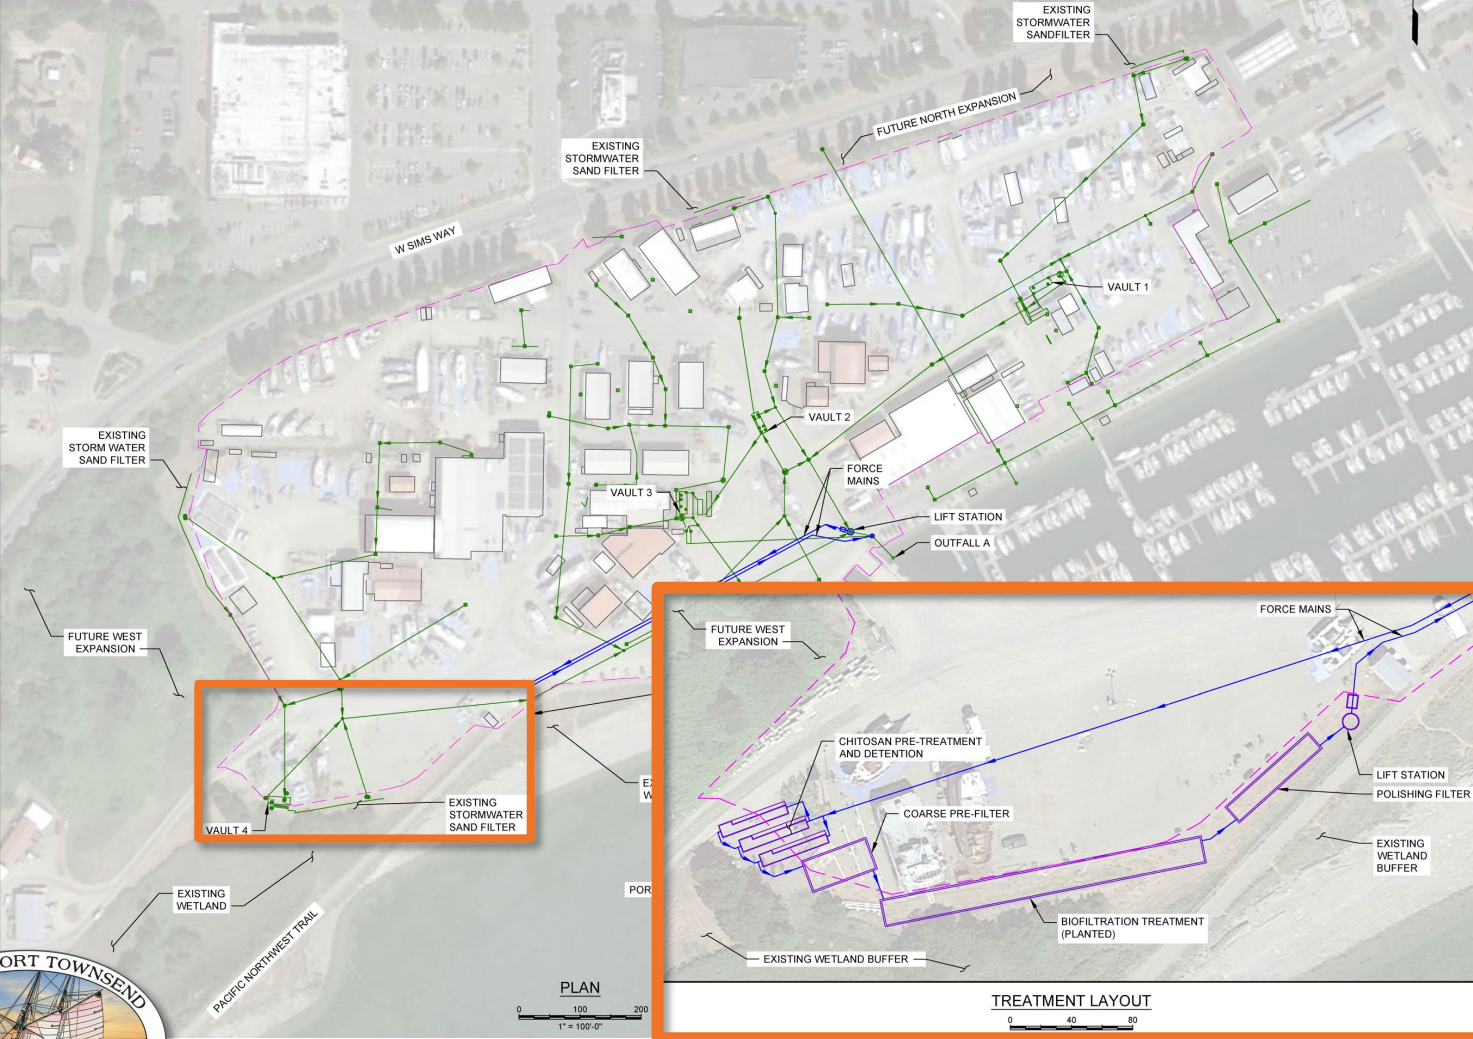 EXISTING
STORMWATER
SANDFILTER
FUTURE NORTH EXPANSION
EXISTING
STORMWATER
SAND FILTER
W SIMS WAY
VAULT 1
VAULT 2
EXISTING
STORM WATER
SAND FILTER
FORCE
MAINS
VAULT 3
LIFT STATION
OUTFALL A
FUTURE WEST
EXPANSION
EXISTING
STORMWATER
SAND FILTER
VAULT 4
EXISTING
WETLAND
PACIFIC NORTHWEST TRAIL
EX
W
POR
PORT TOWNSEND
PLAN
0 100 200
1" = 100'-0"
FORCE MAINS
FUTURE WEST
EXPANSION
CHITOSAN PRE-TREATMENT
AND DETENTION
LIFT STATION
POLISHING FILTER
COARSE PRE-FILTER
EXISTING
WETLAND
BUFFER
BIOFILTRATION TREATMENT
(PLANTED)
EXISTING WETLAND BUFFER
TREATMENT LAYOUT
0 40 80